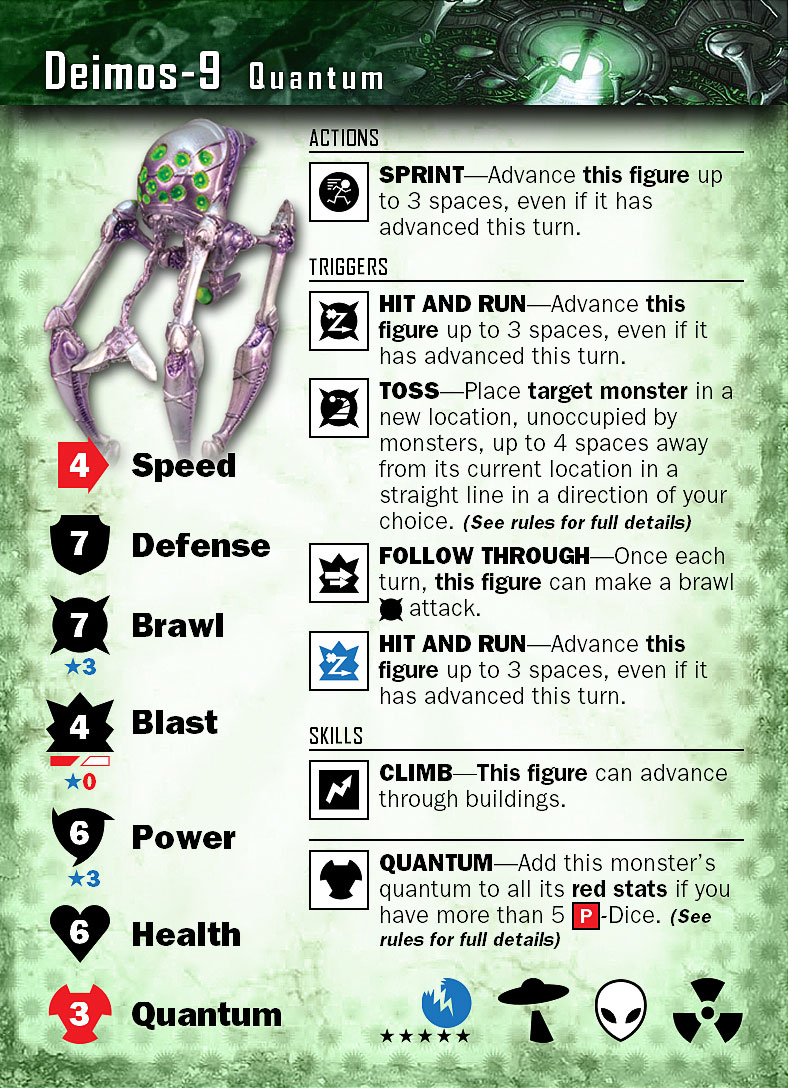 Deimos-9 Quantum
ACTIONS
SPRINT—Advance this figure up
to 3 spaces, even if it has
advanced this turn.
TRIGGERS
HIT AND RUN—Advance this
figure up to 3 spaces, even if it
has advanced this turn.
TOSS—Place target monster in a
new location, unoccupied by
monsters, up to 4 spaces away
from its current location in a
straight line in a direction of your
choice. (See rules for full details)
FOLLOW THROUGH—Once each
turn, this figure can make a brawl
attack.
HIT AND RUN—Advance this
figure up to 3 spaces, even if it
has advanced this turn.
SKILLS
CLIMB—This figure can advance
through buildings.
QUANTUM—Add this monster's
quantum to all its red stats if you
have more than 5 P-Dice. (See
rules for full details)
4 Speed
7 Defense
7 Brawl
★3
4 Blast
★0
6 Power
★3
6 Health
3 Quantum
★★★★★